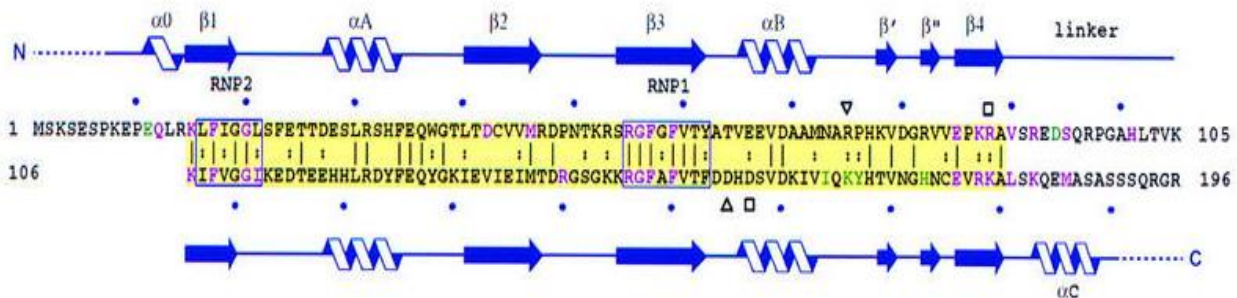 α0 β1 αA β2 β3 αB β' β" β4 linker
N
RNP2 RNP1
1 MSKSESPKEPEQLRKLFIGGLSFETTDESLRSHFEQWGTLTDCVVMRDPNTKRSRGFGFVTYATVEEVDAAMNARPHKVDGRVVEPKRAVSREDSQRPGAHLTVK 105
106 KIFVGGIKEDTEEHHLRDYFEQYGKIEVIEIMTDRGSGKKRGFAFVTFDDHDSVDKIVIQKYHTVNGHNCEVRKALSKQEMASASSSQRGR 196
C
αC